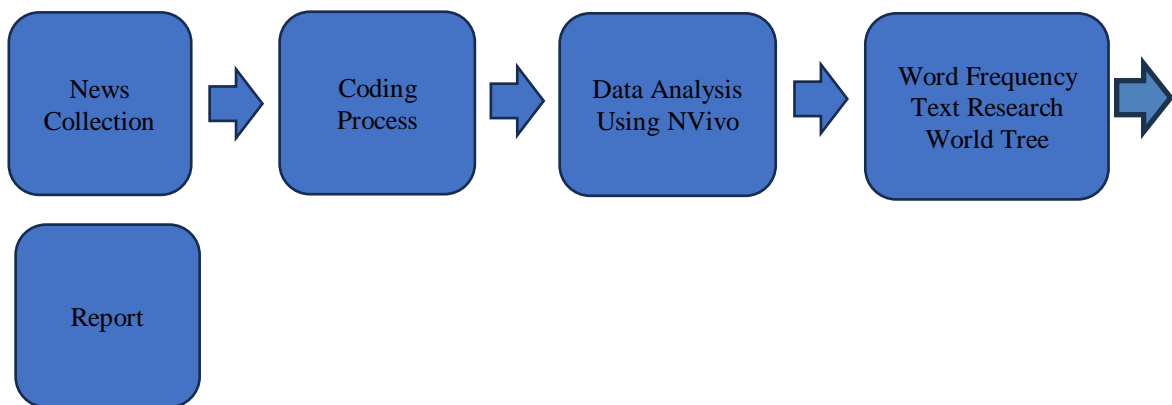 News
Collection
Coding
Process
Data Analysis
Using NVivo
Word Frequency
Text Research
World Tree
Report